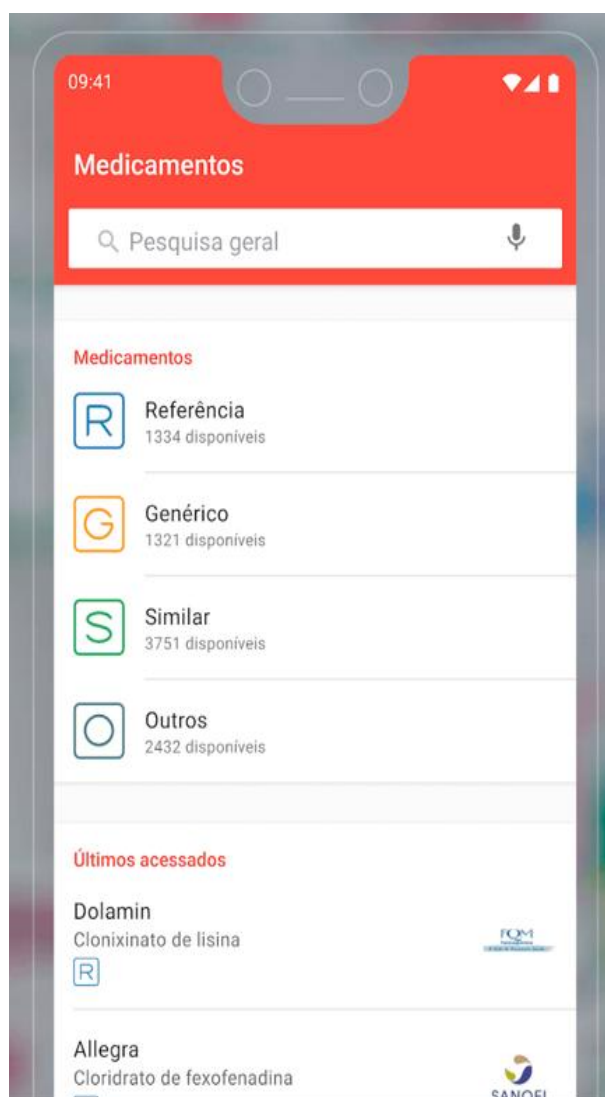 09:41
Medicamentos
Pesquisa geral
Medicamentos
R
Referência
1334 disponíveis
G
Genérico
1321 disponíveis
S
Similar
3751 disponíveis
O
Outros
2432 disponíveis
Últimos acessados
Dolamin
Clonixinato de lisina
FQM
R
Allegra
Cloridrato de fexofenadina
SANOFI